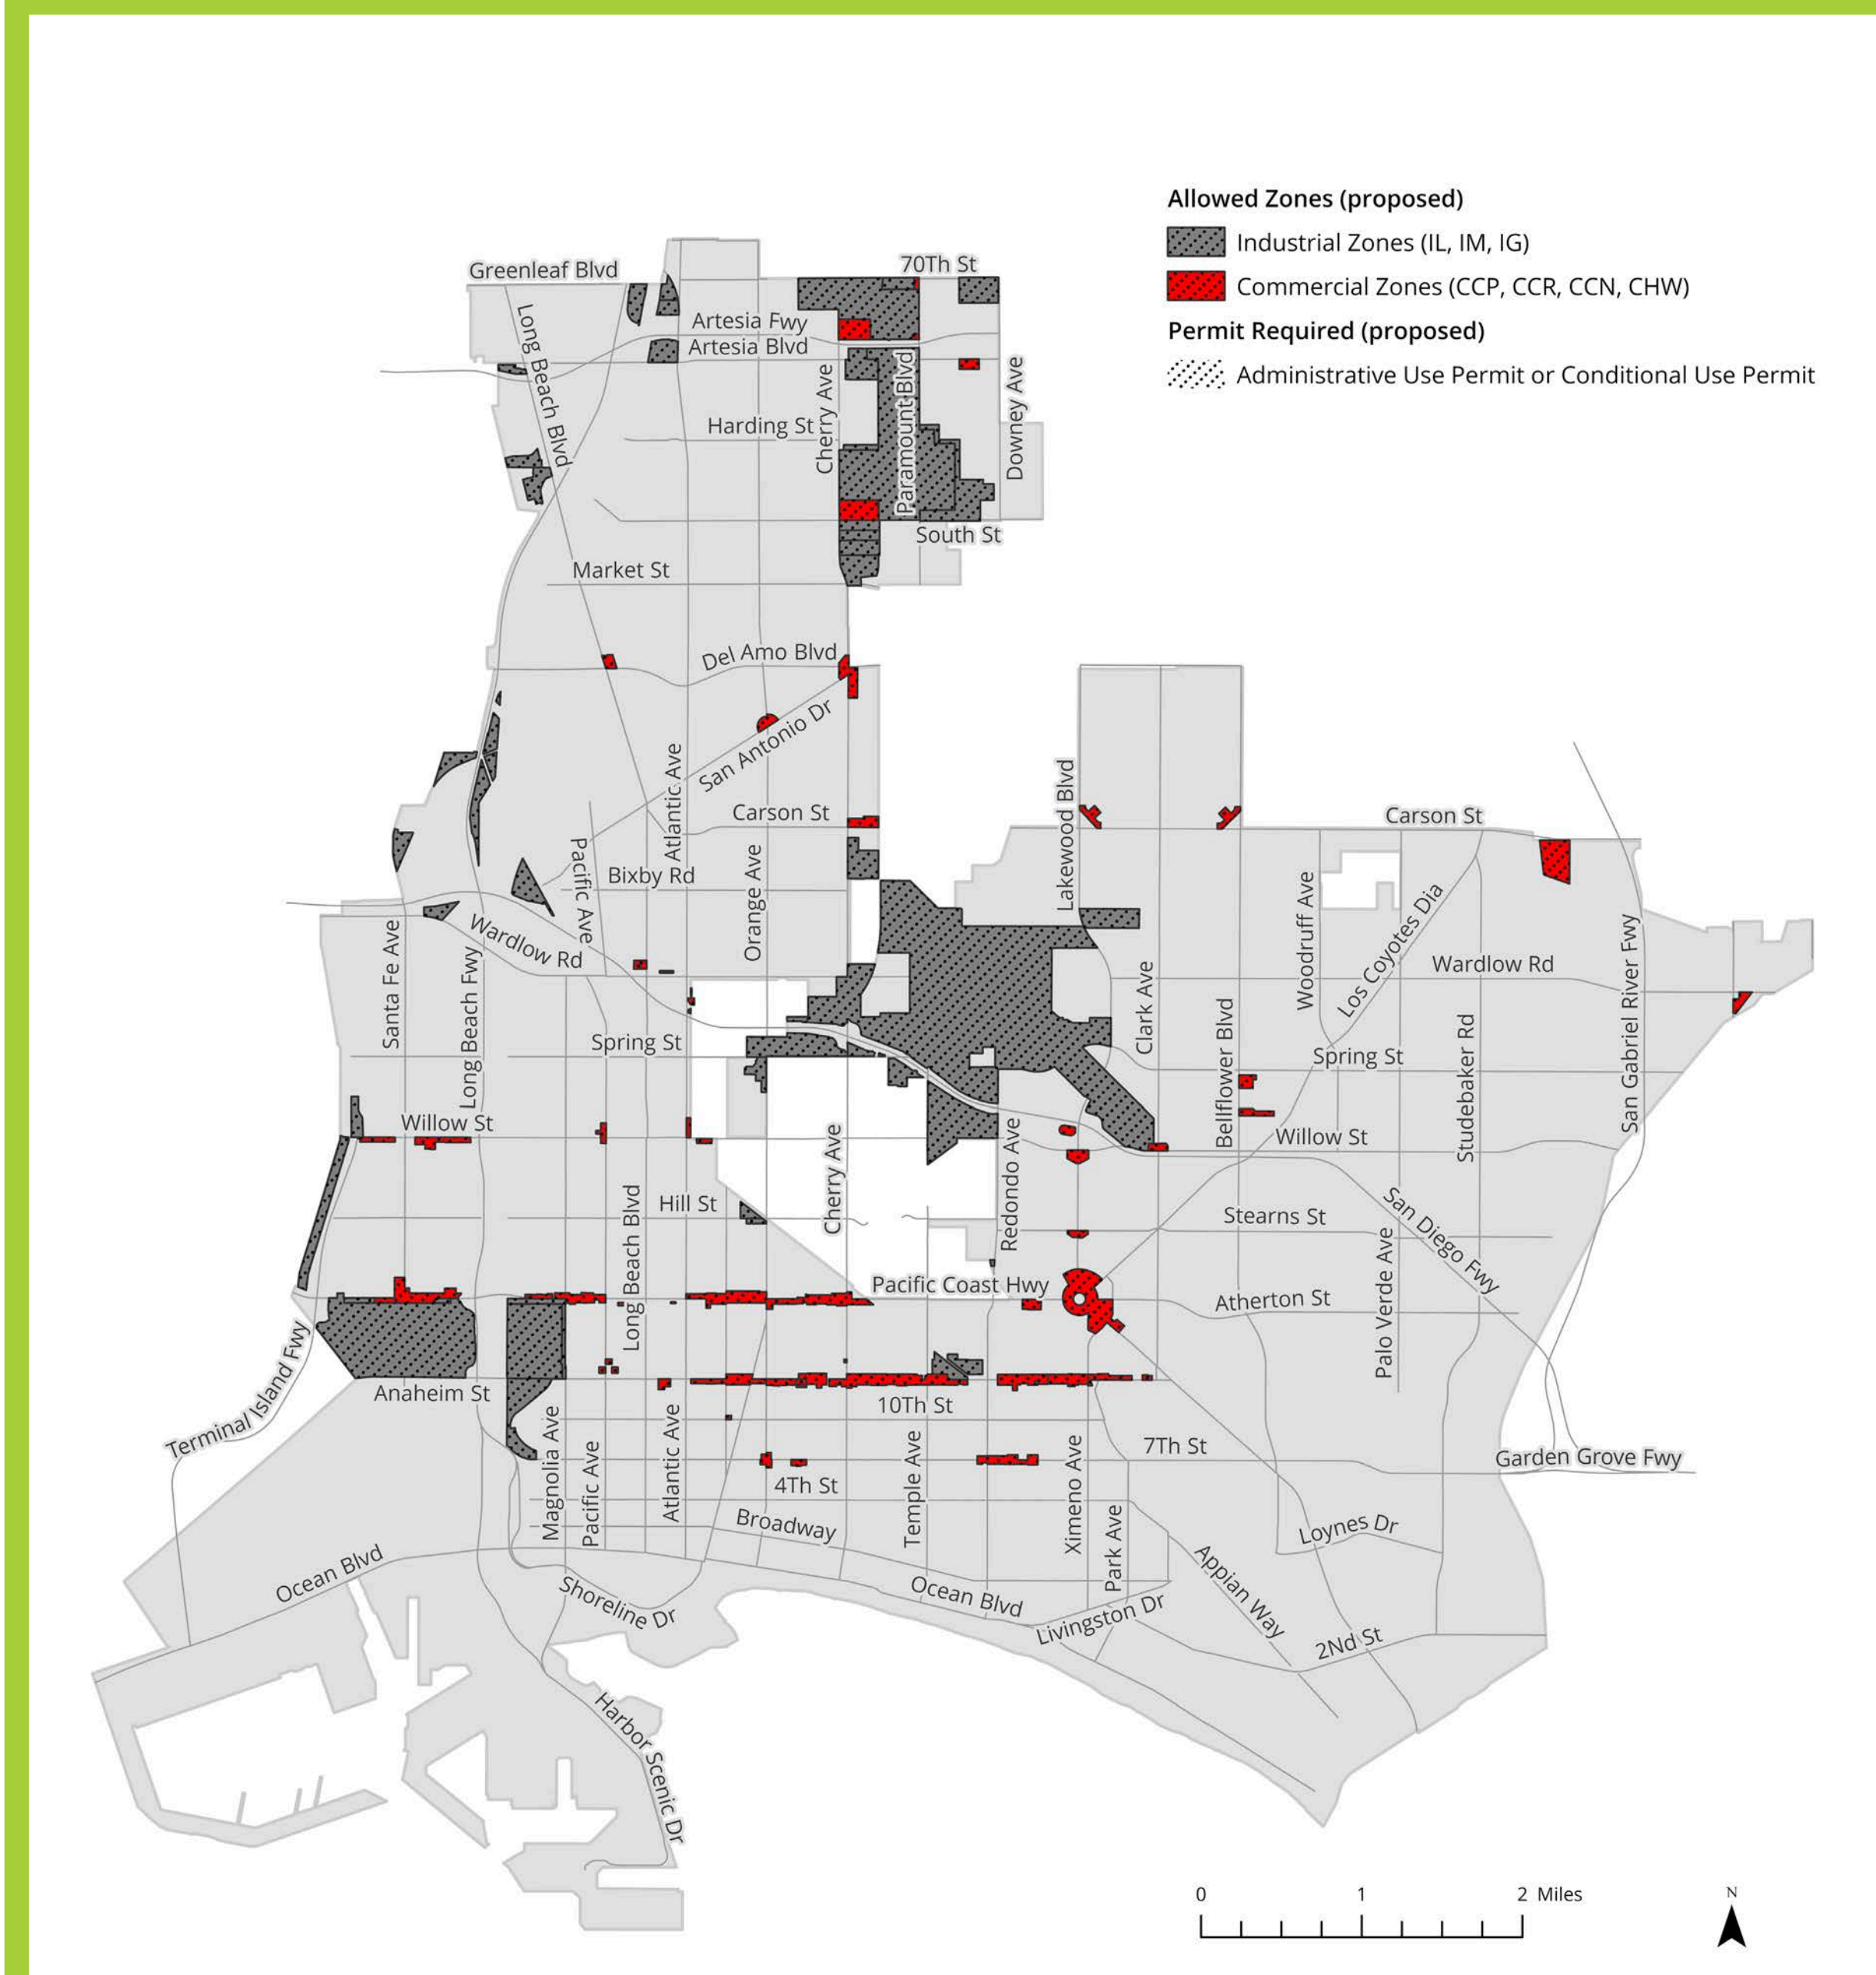 Allowed Zones (proposed)
Industrial Zones (IL, IM, IG)
Commercial Zones (CCP, CCR, CCN, CHW)
Permit Required (proposed)
Administrative Use Permit or Conditional Use Permit
Greenleaf Blvd
70Th St
Long Beach Blvd
Artesia Fwy
Artesia Blvd
Cherry Ave
Paramount Blvd
Downey Ave
Harding St
South St
Market St
Del Amo Blvd
San Antonio Dr
Atlantic Ave
Lakewood Blvd
Carson St
Carson St
Pacific Ave
Bixby Rd
Orange Ave
Woodruff Ave
Los Coyotes Dia
San Gabriel River Fwy
Santa Fe Ave
Wardlow Rd
Wardlow Rd
Long Beach Fwy
Clark Ave
Bellflower Blvd
Studebaker Rd
Spring St
Spring St
Willow St
Willow St
Cherry Ave
Redondo Ave
Long Beach Blvd
Hill St
Stearns St
San Diego Fwy
Palo Verde Ave
Pacific Coast Hwy
Atherton St
Terminal Island Fwy
Anaheim St
10Th St
Magnolia Ave
Pacific Ave
Atlantic Ave
Temple Ave
Ximeno Ave
7Th St
Garden Grove Fwy
4Th St
Broadway
Park Ave
Loynes Dr
Appian Way
Ocean Blvd
Shoreline Dr
Ocean Blvd
Livingston Dr
2Nd St
Harbor Scenic Dr
0 1 2 Miles
N